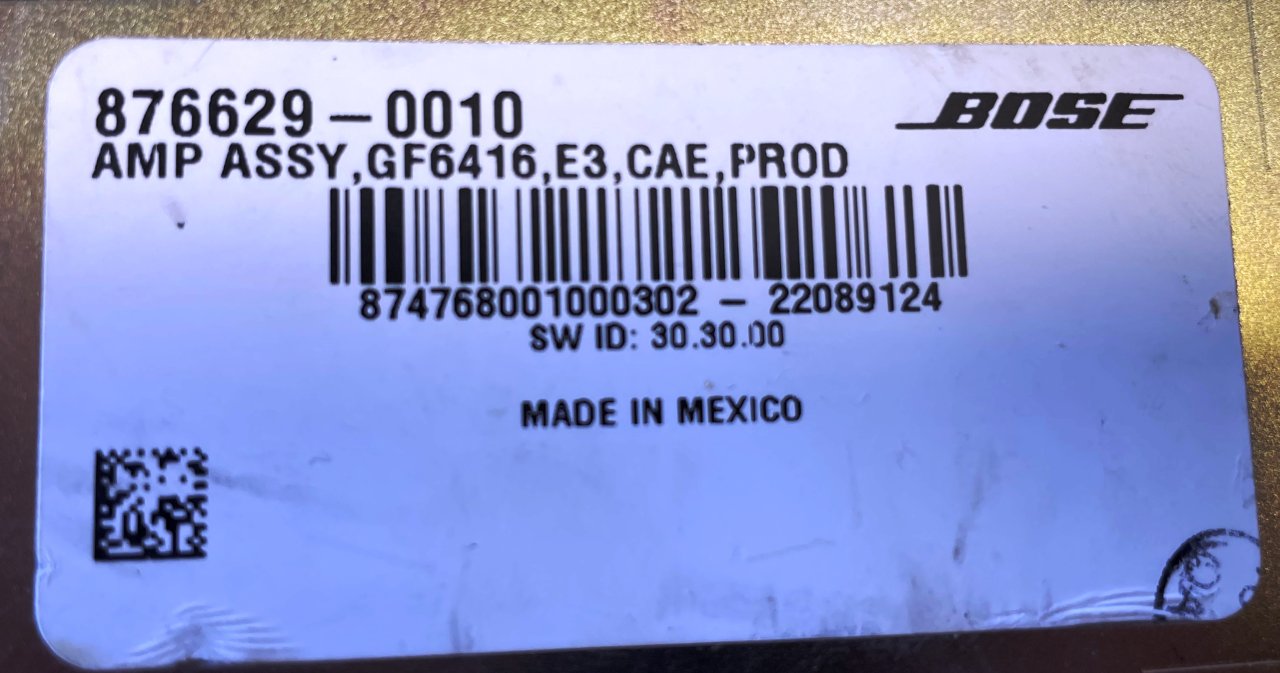 876629-0010
BOSE
AMP ASSY,GF6416,E3,CAE,PROD
874768001000302 - 22089124
SW ID: 30.30.00
MADE IN MEXICO